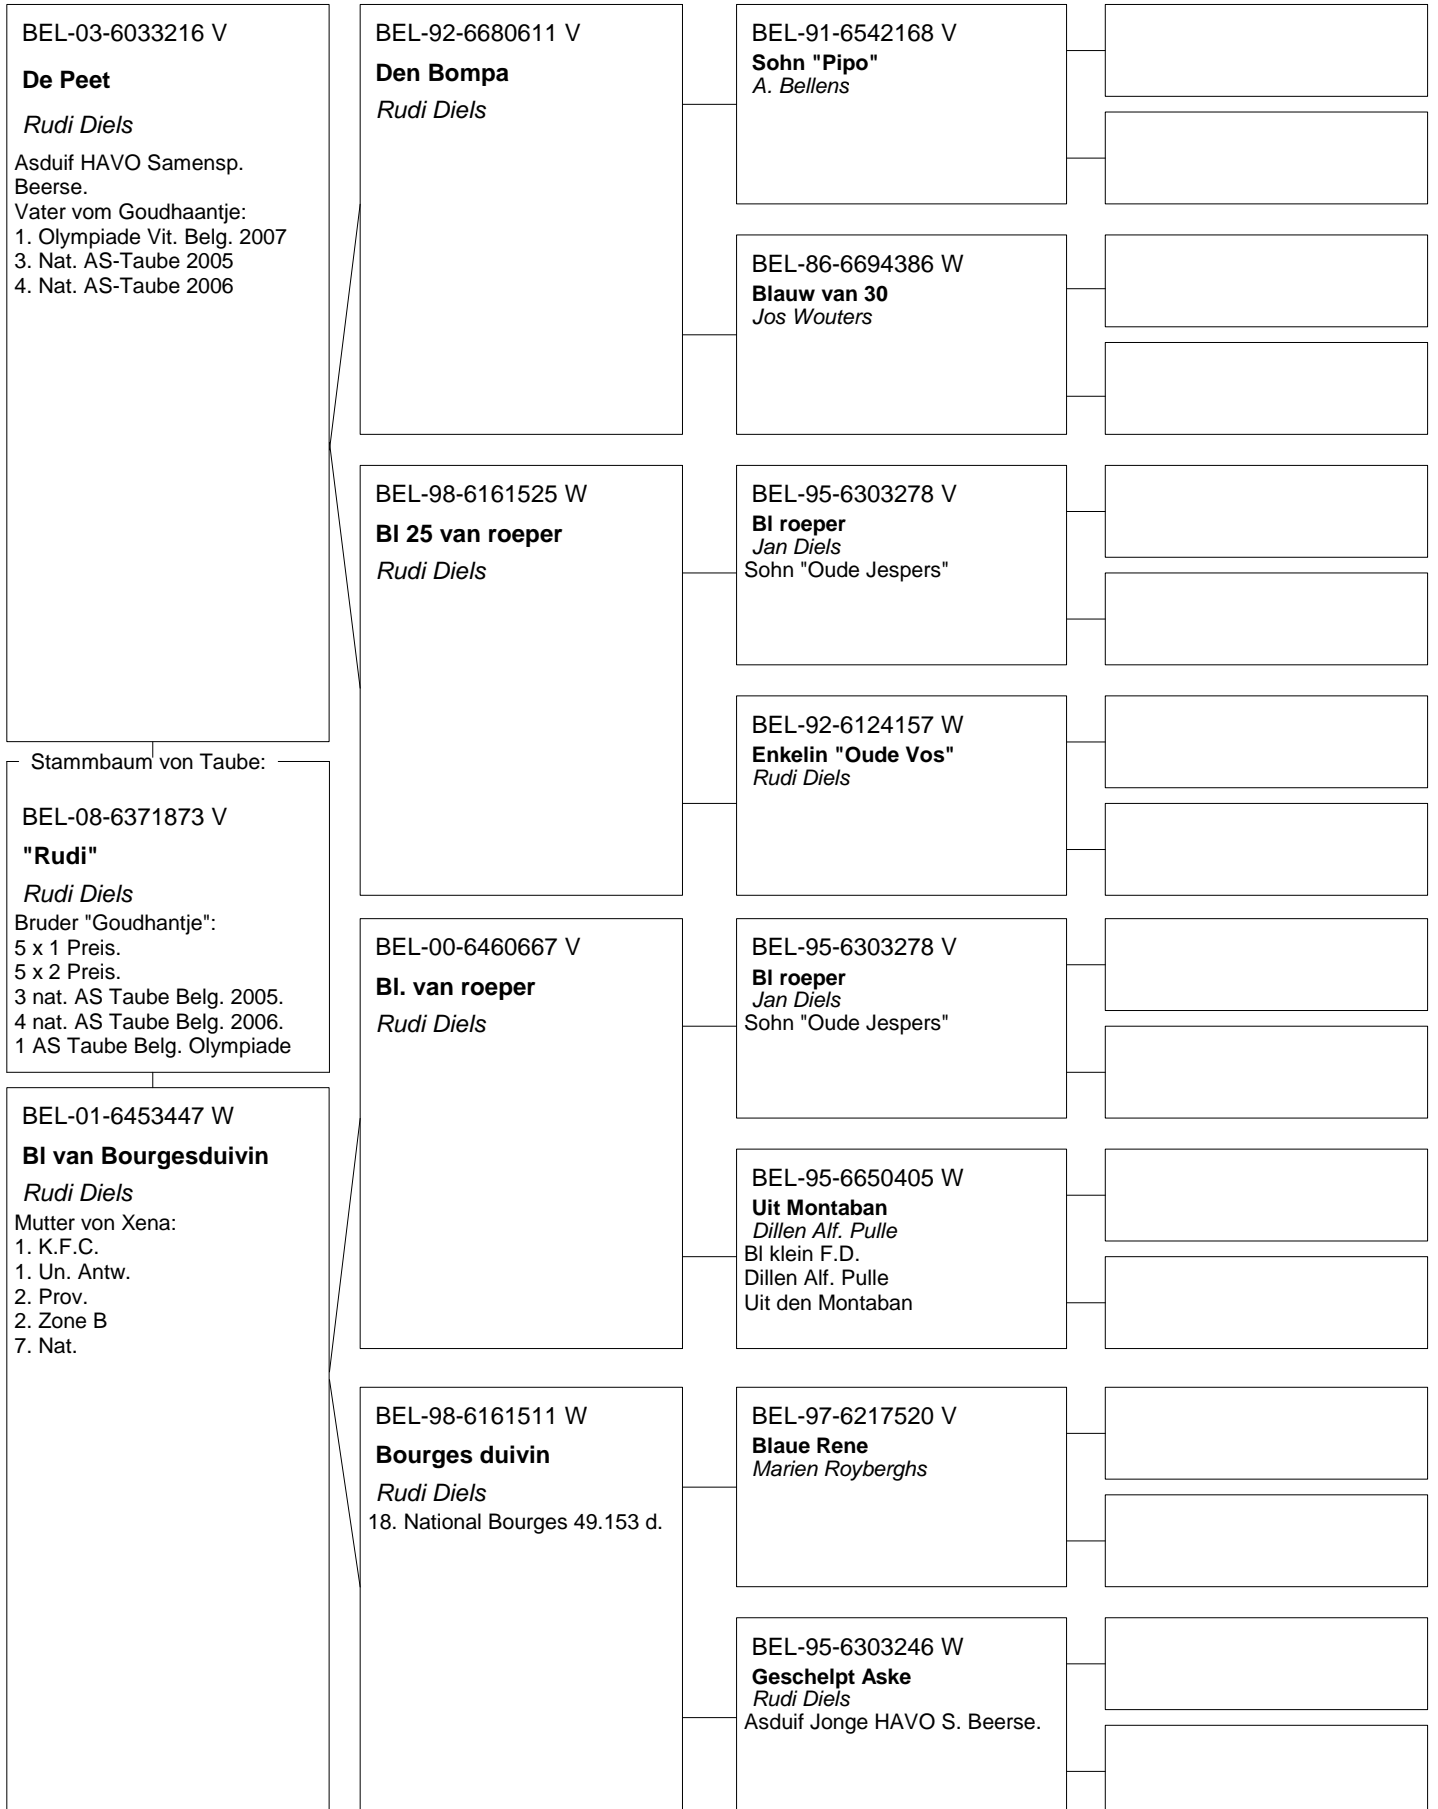 BEL-03-6033216 V
De Peet
Rudi Diels
Asduif HAVO Samensp.
Beerse.
Vater vom Goudhaantje:
1. Olympiade Vit. Belg. 2007
3. Nat. AS-Taube 2005
4. Nat. AS-Taube 2006
Stammbaum von Taube:
BEL-08-6371873 V
"Rudi"
Rudi Diels
Bruder "Goudhantje":
5 x 1 Preis.
5 x 2 Preis.
3 nat. AS Taube Belg. 2005.
4 nat. AS Taube Belg. 2006.
1 AS Taube Belg. Olympiade
BEL-01-6453447 W
Bl van Bourgesduivin
Rudi Diels
Mutter von Xena:
1. K.F.C.
1. Un. Antw.
2. Prov.
2. Zone B
7. Nat.
BEL-92-6680611 V
Den Bompa
Rudi Diels
BEL-98-6161525 W
Bl 25 van roeper
Rudi Diels
BEL-00-6460667 V
Bl. van roeper
Rudi Diels
BEL-98-6161511 W
Bourges duivin
Rudi Diels
18. National Bourges 49.153 d.
BEL-91-6542168 V
Sohn "Pipo"
A. Bellens
BEL-86-6694386 W
Blauw van 30
Jos Wouters
BEL-95-6303278 V
Bl roeper
Jan Diels
Sohn "Oude Jespers"
BEL-92-6124157 W
Enkelin "Oude Vos"
Rudi Diels
BEL-95-6303278 V
Bl roeper
Jan Diels
Sohn "Oude Jespers"
BEL-95-6650405 W
Uit Montaban
Dillen Alf. Pulle
Bl klein F.D.
Dillen Alf. Pulle
Uit den Montaban
BEL-97-6217520 V
Blaue Rene
Marien Royberghs
BEL-95-6303246 W
Geschelpt Aske
Rudi Diels
Asduif Jonge HAVO S. Beerse.